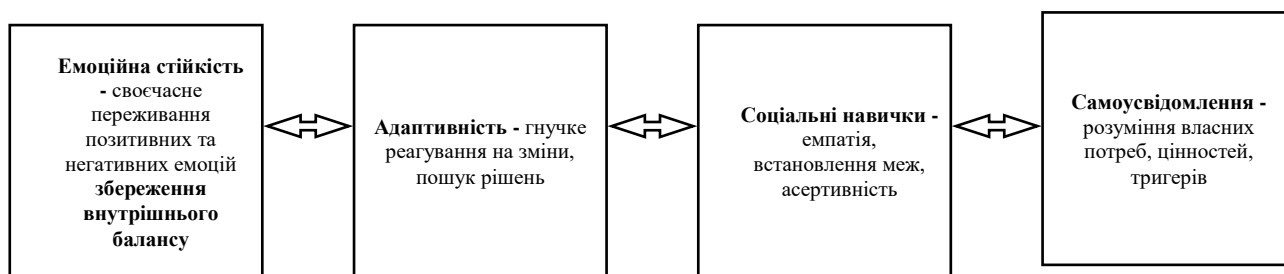 Емоційна стійкість
- своєчасне
переживання
позитивних та
негативних емоцій
збереження
внутрішнього
балансу
Адаптивність - гнучке
реагування на зміни,
пошук рішень
Соціальні навички -
емпатія,
встановлення меж,
асертивність
Самоусвідомлення -
розуміння власних
потреб, цінностей,
тригерів